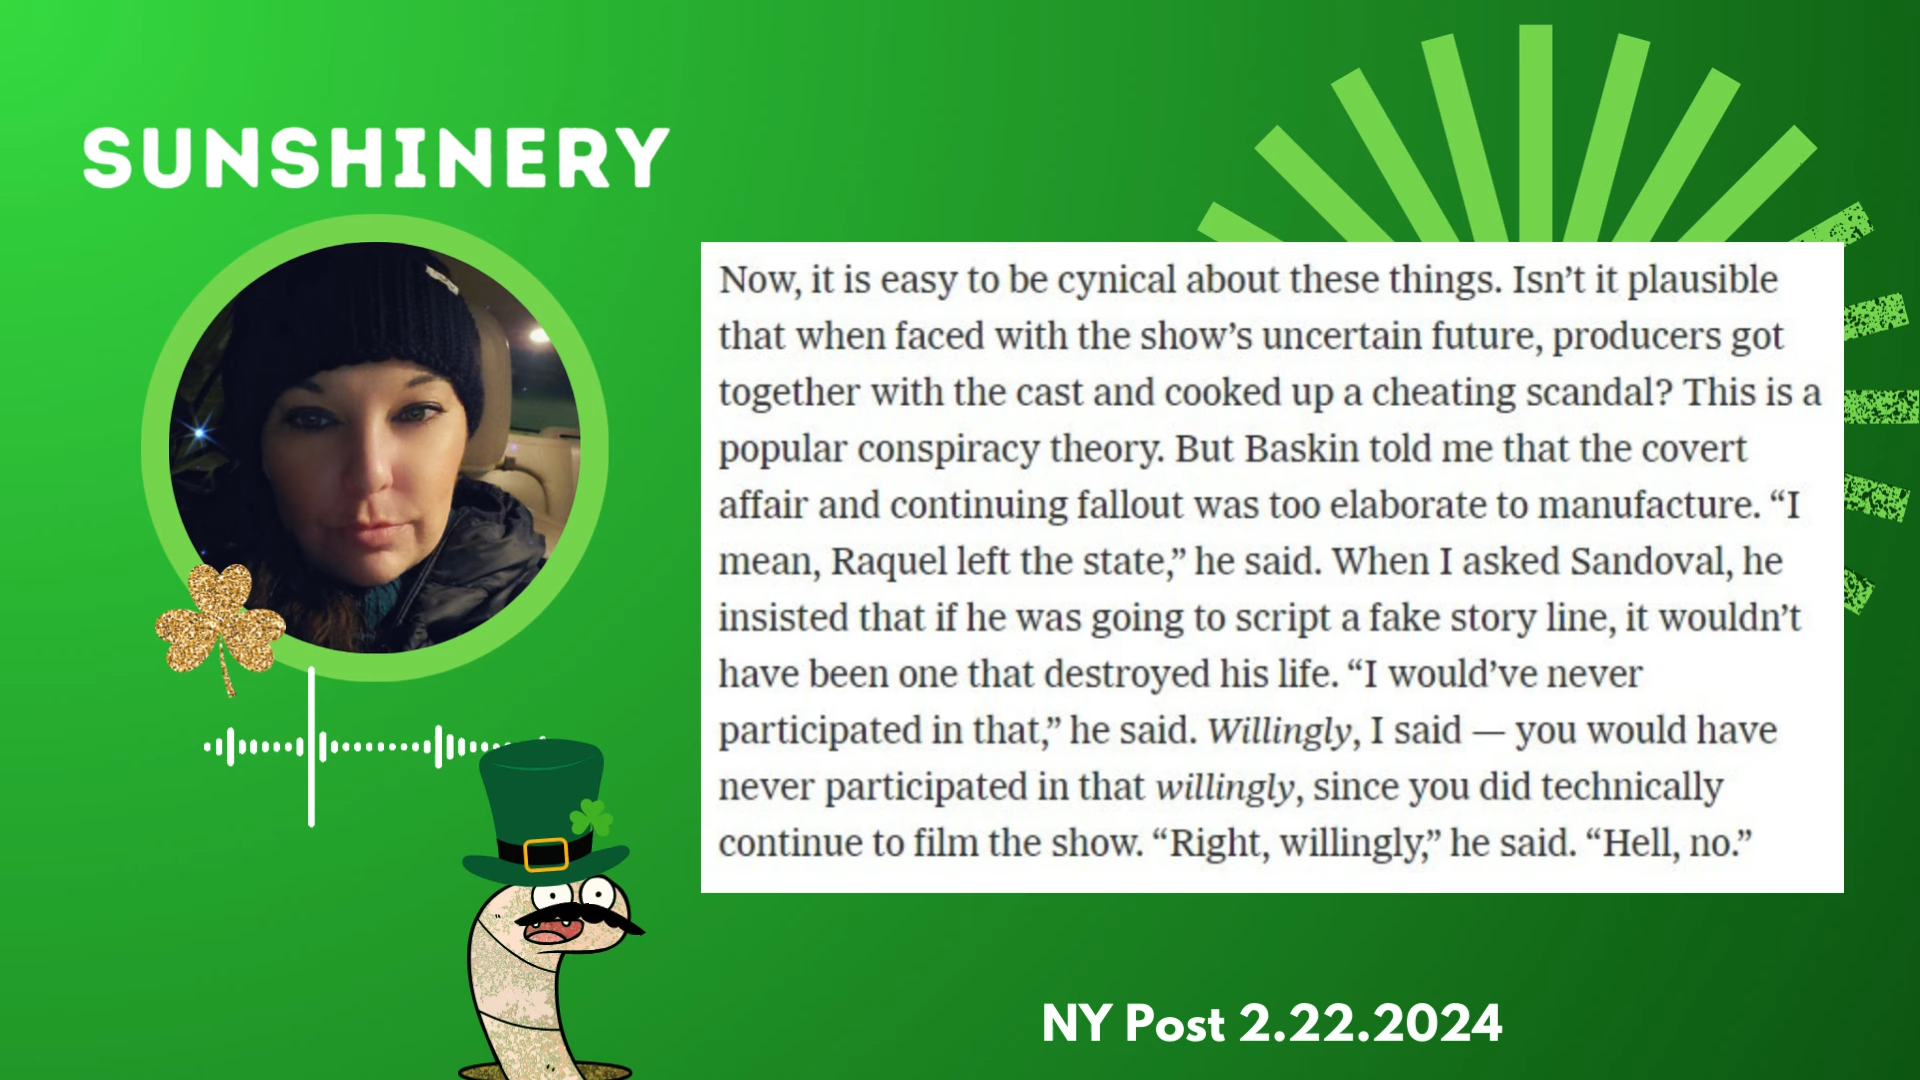 SUNSHINERY
Now, it is easy to be cynical about these things. Isn’t it plausible
that when faced with the show’s uncertain future, producers got
together with the cast and cooked up a cheating scandal? This is a
popular conspiracy theory. But Baskin told me that the covert
affair and continuing fallout was too elaborate to manufacture. “I
mean, Raquel left the state,” he said. When I asked Sandoval, he
insisted that if he was going to script a fake story line, it wouldn’t
have been one that destroyed his life. “I would’ve never
participated in that,” he said. Willingly, I said — you would have
never participated in that willingly, since you did technically
continue to film the show. “Right, willingly,” he said. “Hell, no.”
NY Post 2.22.2024